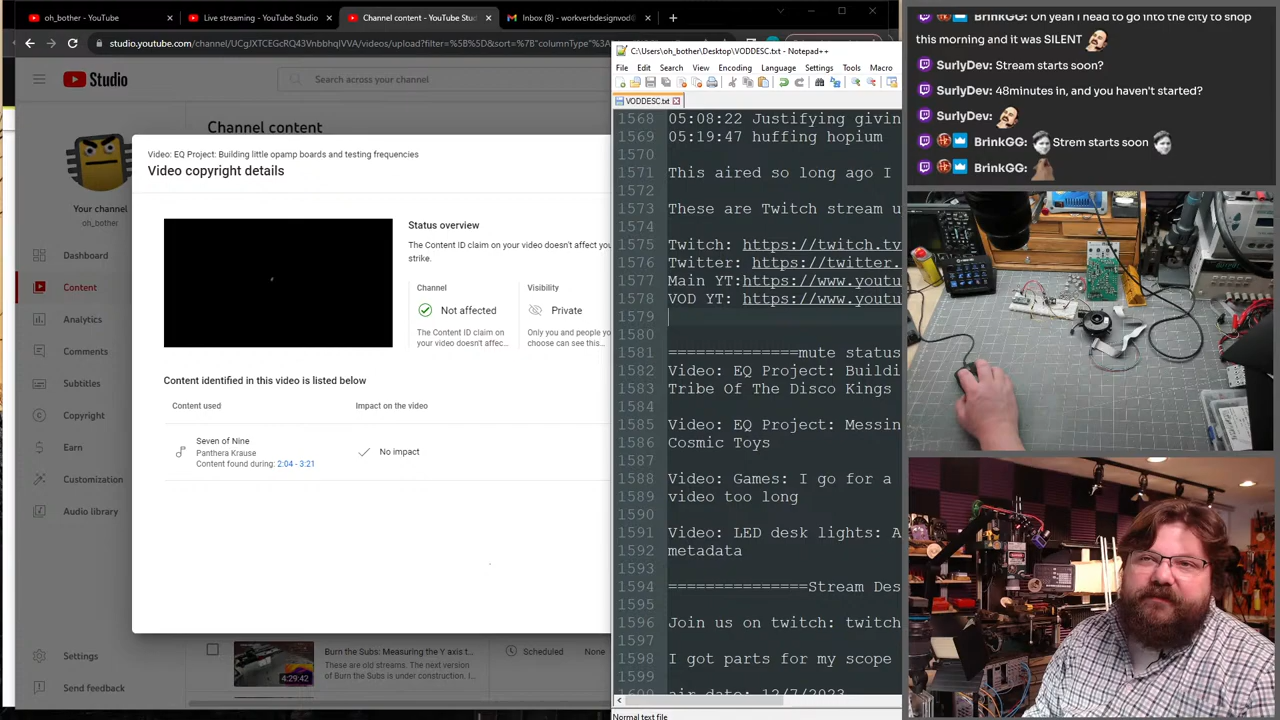 oh_bother - YouTube
Live streaming - YouTube Studio
Channel content - YouTube Stu
Inbox (8) - workverbdesignvod@
studio.youtube.com
Studio
Search across your channel
Your channel
oh_bother
Dashboard
Content
Analytics
Comments
Subtitles
Copyright
Earn
Customization
Audio library
Settings
Send feedback
Channel content
Video: EQ Project: Building little opamp boards and testing frequencies
Video copyright details
Status overview
The Content ID claim on your video doesn't affect you
strike.
Channel
Not affected
The Content ID claim on
your video doesn't affec...
Visibility
Private
Only you and people you
choose can see this...
Content identified in this video is listed below
Content used
Impact on the video
Seven of Nine
Panthera Krause
Content found during: 2:04 - 3:21
No impact
4:29:42
Burn the Subs: Measuring the Y axis t
These are old streams. The next version
of Burn the Subs is under construction. I
Scheduled
None
C:\Users\oh_bother\Desktop\VODDESC.txt - Notepad++
File Edit Search View Encoding Language Settings Tools Macro
VODDESC.txt
1568 05:08:22 Justifying givin
1569 05:19:47 huffing hopium
1570
1571 This aired so long ago I
1572
1573 These are Twitch stream u
1574
1575 Twitch: https://twitch.tv
1576 Twitter: https://twitter.
1577 Main YT:https://www.youtu
1578 VOD YT: https://www.youtu
1579
1580
1581 ==============mute status
1582 Video: EQ Project: Buildi
1583 Tribe Of The Disco Kings
1584
1585 Video: EQ Project: Messin
1586 Cosmic Toys
1587
1588 Video: Games: I go for a
1589 video too long
1590
1591 Video: LED desk lights: A
1592 metadata
1593
1594 ===============Stream Des
1595
1596 Join us on twitch: twitch
1597
1598 I got parts for my scope
1599
1600 air date: 12/7/2023
Normal text file
BrinkGG: Oh yeah I need to go into the city to shop
this morning and it was SILENT
SurlyDev: Stream starts soon?
SurlyDev: 48minutes in, and you haven't started?
SurlyDev:
BrinkGG: Strem starts soon
BrinkGG: